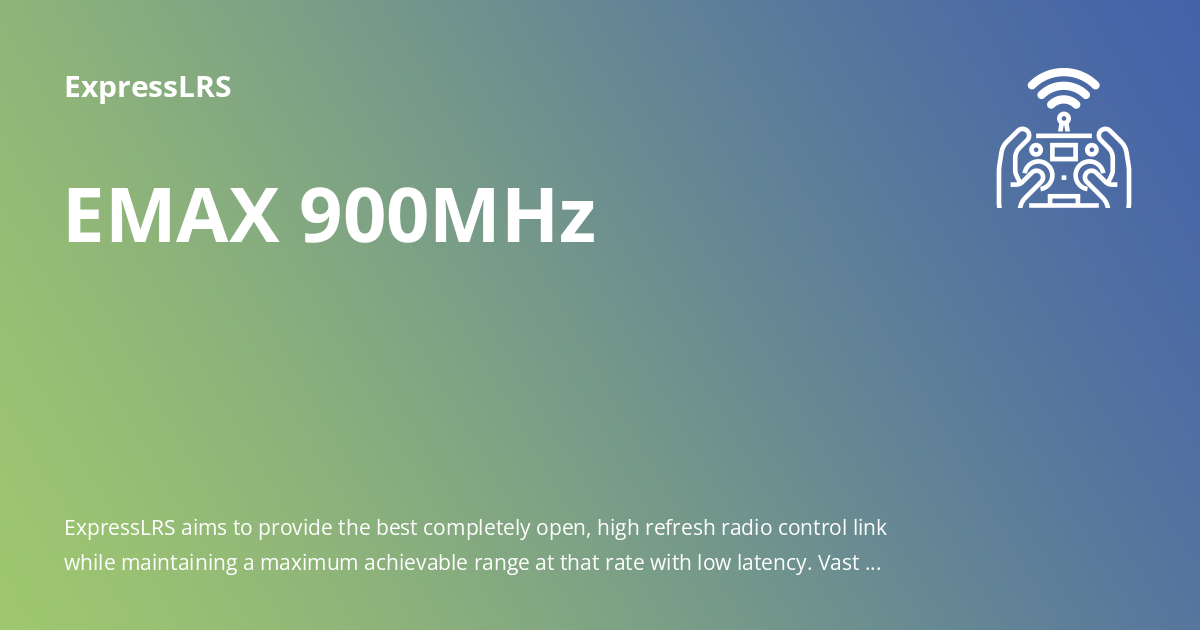 ExpressLRS
EMAX 900MHz
ExpressLRS aims to provide the best completely open, high refresh radio control link
while maintaining a maximum achievable range at that rate with low latency. Vast ...